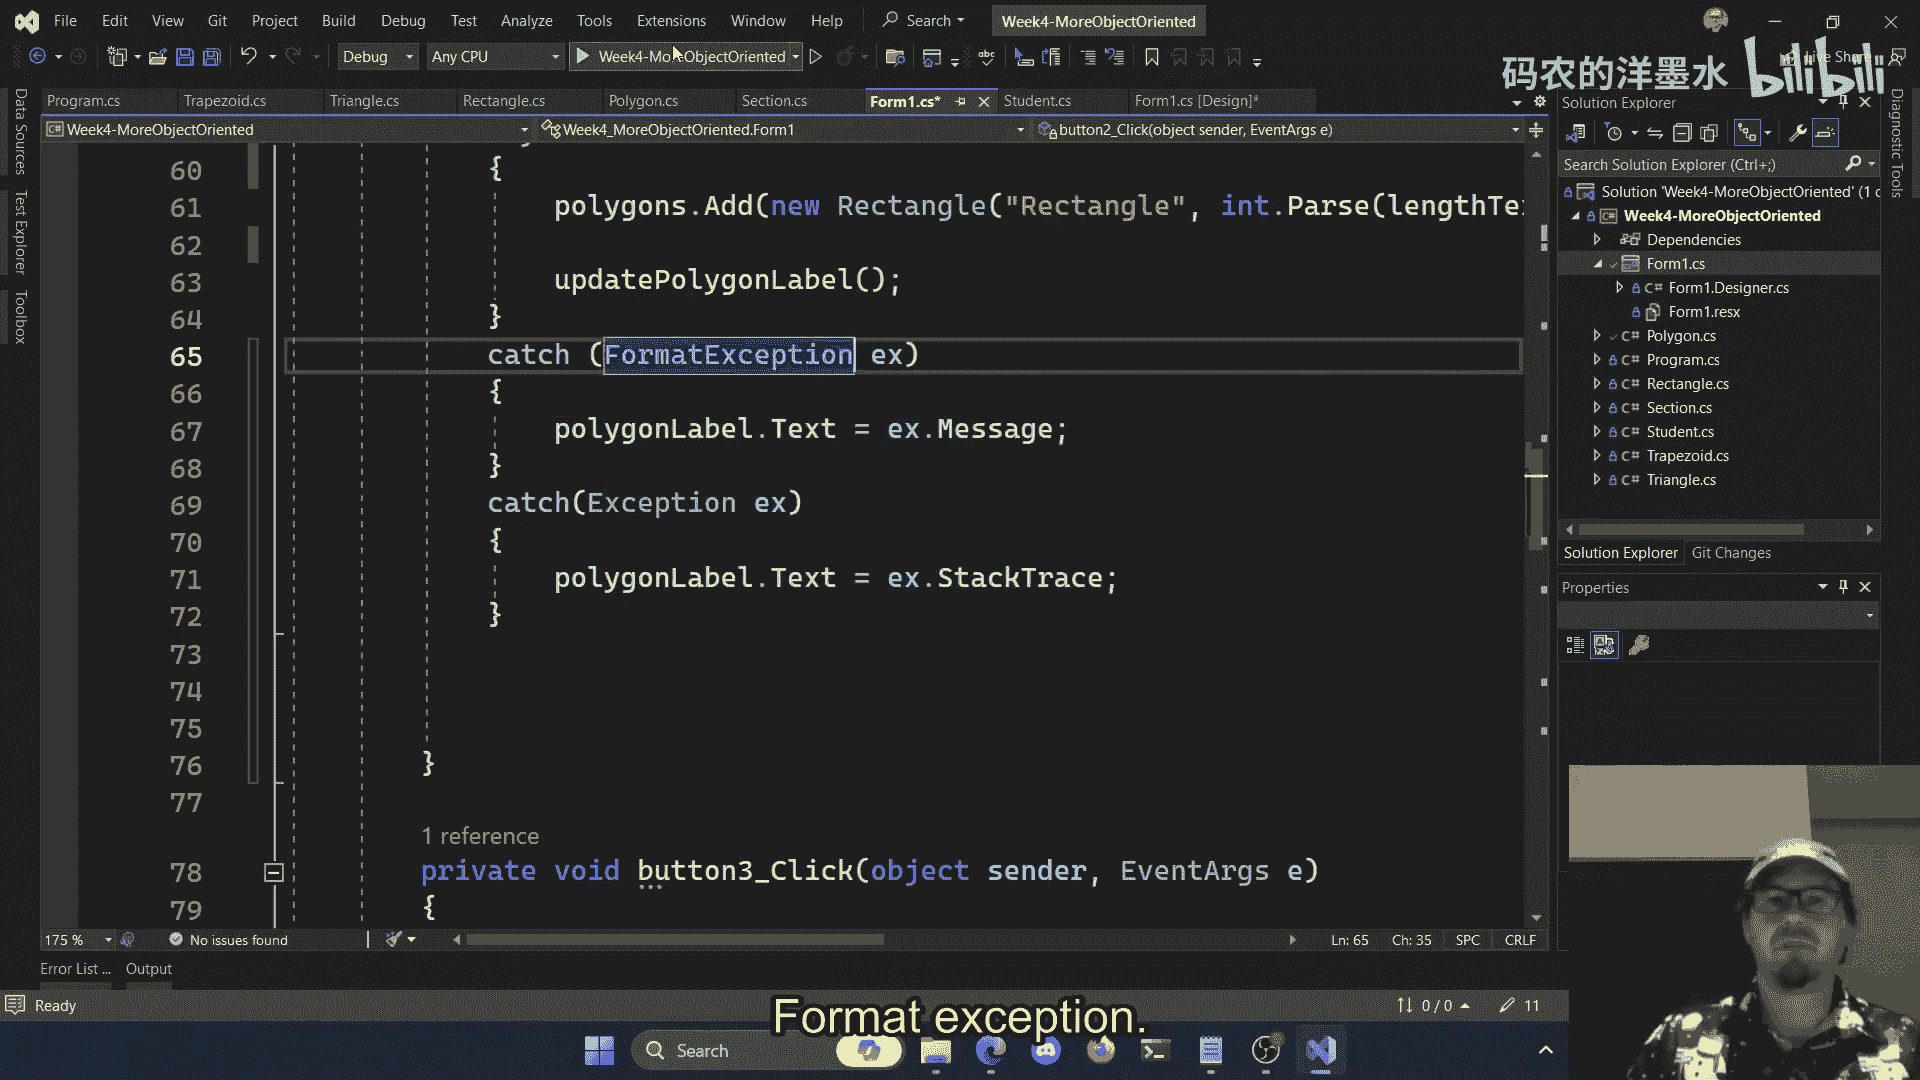 File Edit View Git Project Build Debug Test Analyze Tools Extensions Window Help Search Week4-MoreObjectOriented
Debug Any CPU Week4-MoreObjectOriented Live Share
码农的洋墨水 bilibili
Program.cs Trapezoid.cs Triangle.cs Rectangle.cs Polygon.cs Section.cs Form1.cs* Student.cs Form1.cs [Design]*
Week4-MoreObjectOriented Week4_MoreObjectOriented.Form1 button2_Click(object sender, EventArgs e)
Data Sources
Test Explorer
Toolbox
60 {
61 polygons.Add(new Rectangle("Rectangle", int.Parse(lengthTe
62
63 updatePolygonLabel();
64 }
65 catch (FormatException ex)
66 {
67 polygonLabel.Text = ex.Message;
68 }
69 catch(Exception ex)
70 {
71 polygonLabel.Text = ex.StackTrace;
72 }
73
74
75
76 }
77
1 reference
78 private void button3_Click(object sender, EventArgs e)
79 {
175 % No issues found Ln: 65 Ch: 35 SPC CRLF
Error List ... Output
Ready 0 / 0 11
Solution Explorer
Search Solution Explorer (Ctrl+;)
Solution 'Week4-MoreObjectOriented' (1 
Week4-MoreObjectOriented
Dependencies
Form1.cs
C# Form1.Designer.cs
Form1.resx
C# Polygon.cs
C# Program.cs
C# Rectangle.cs
C# Section.cs
C# Student.cs
C# Trapezoid.cs
C# Triangle.cs
Solution Explorer Git Changes
Properties
Diagnostic Tools
Format exception.
Search